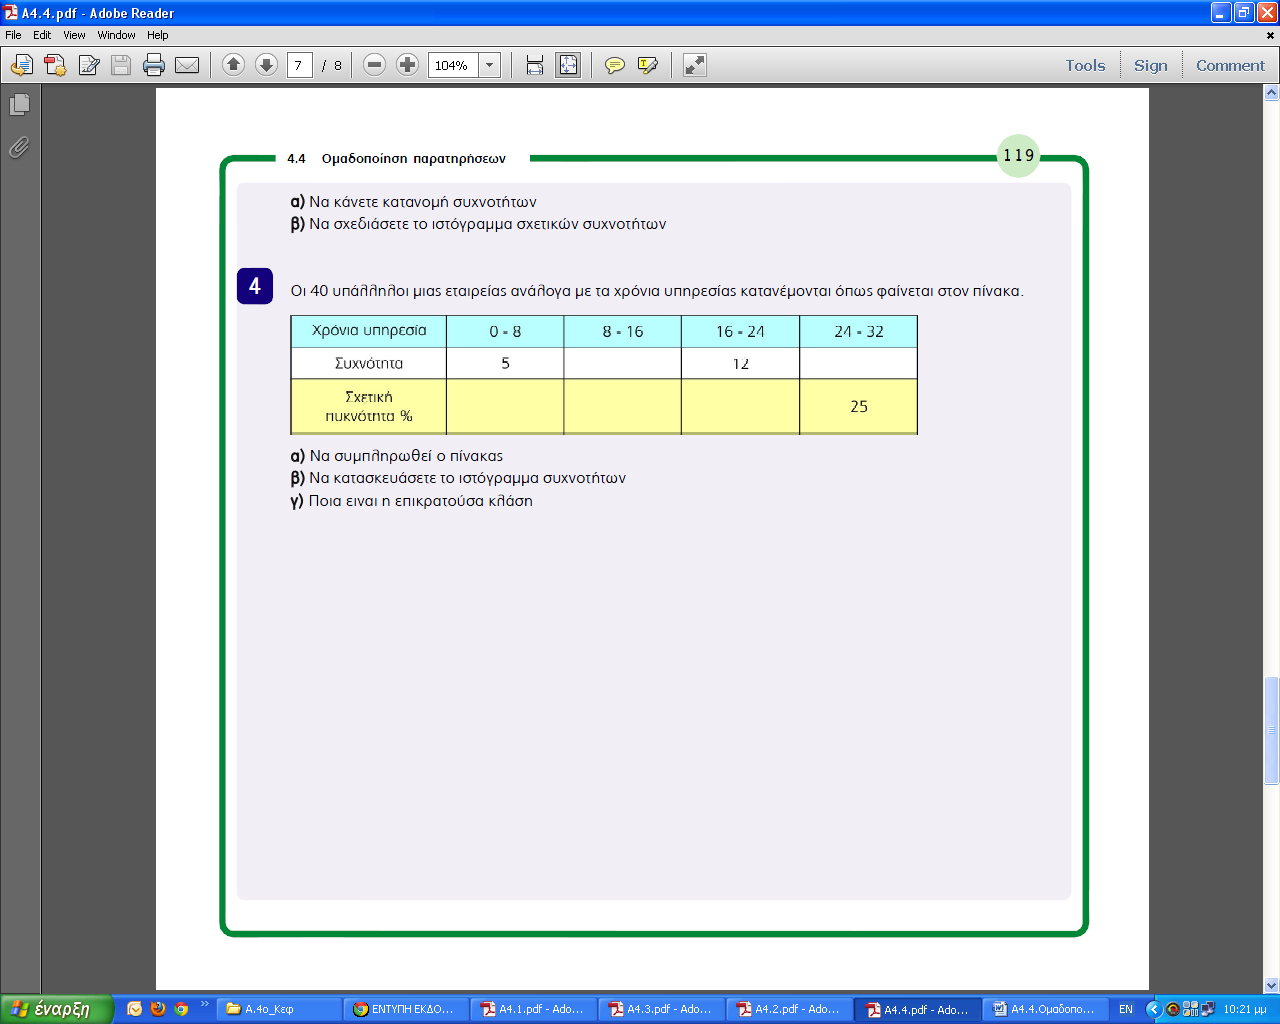 A4.4.pdf - Adobe Reader
File Edit View Window Help
7 / 8 104% Tools Sign Comment
4.4 Ομαδοποίηση παρατηρήσεων 119
α) Να κάνετε κατανομή συχνοτήτων
β) Να σχεδιάσετε το ιστόγραμμα σχετικών συχνοτήτων
4 Οι 40 υπάλληλοι μιας εταιρείας ανάλογα με τα χρόνια υπηρεσίας κατανέμονται όπως φαίνεται στον πίνακα.
Χρόνια υπηρεσία 0 - 8 8 - 16 16 - 24 24 - 32
Συχνότητα 5 12
Σχετική
πυκνότητα % 25
α) Να συμπληρωθεί ο πίνακας
β) Να κατασκευάσετε το ιστόγραμμα συχνοτήτων
γ) Ποια ειναι η επικρατούσα κλάση
έναρξη A.4ο_Κεφ ΕΝΤΥΠΗ ΕΚΔΟ... A4.1.pdf - Ado... A4.3.pdf - Ado... A4.2.pdf - Ado... A4.4.pdf - Ado... A4.4.Ομαδοπο... EN 10:21 μμ